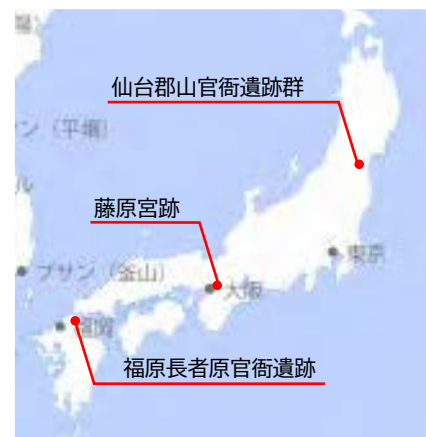 仙台郡山官衙遺跡群
ン（平壌）
ル
藤原宮跡
東京
プサン（釜山）
大阪
福岡
福原長者原官衙遺跡